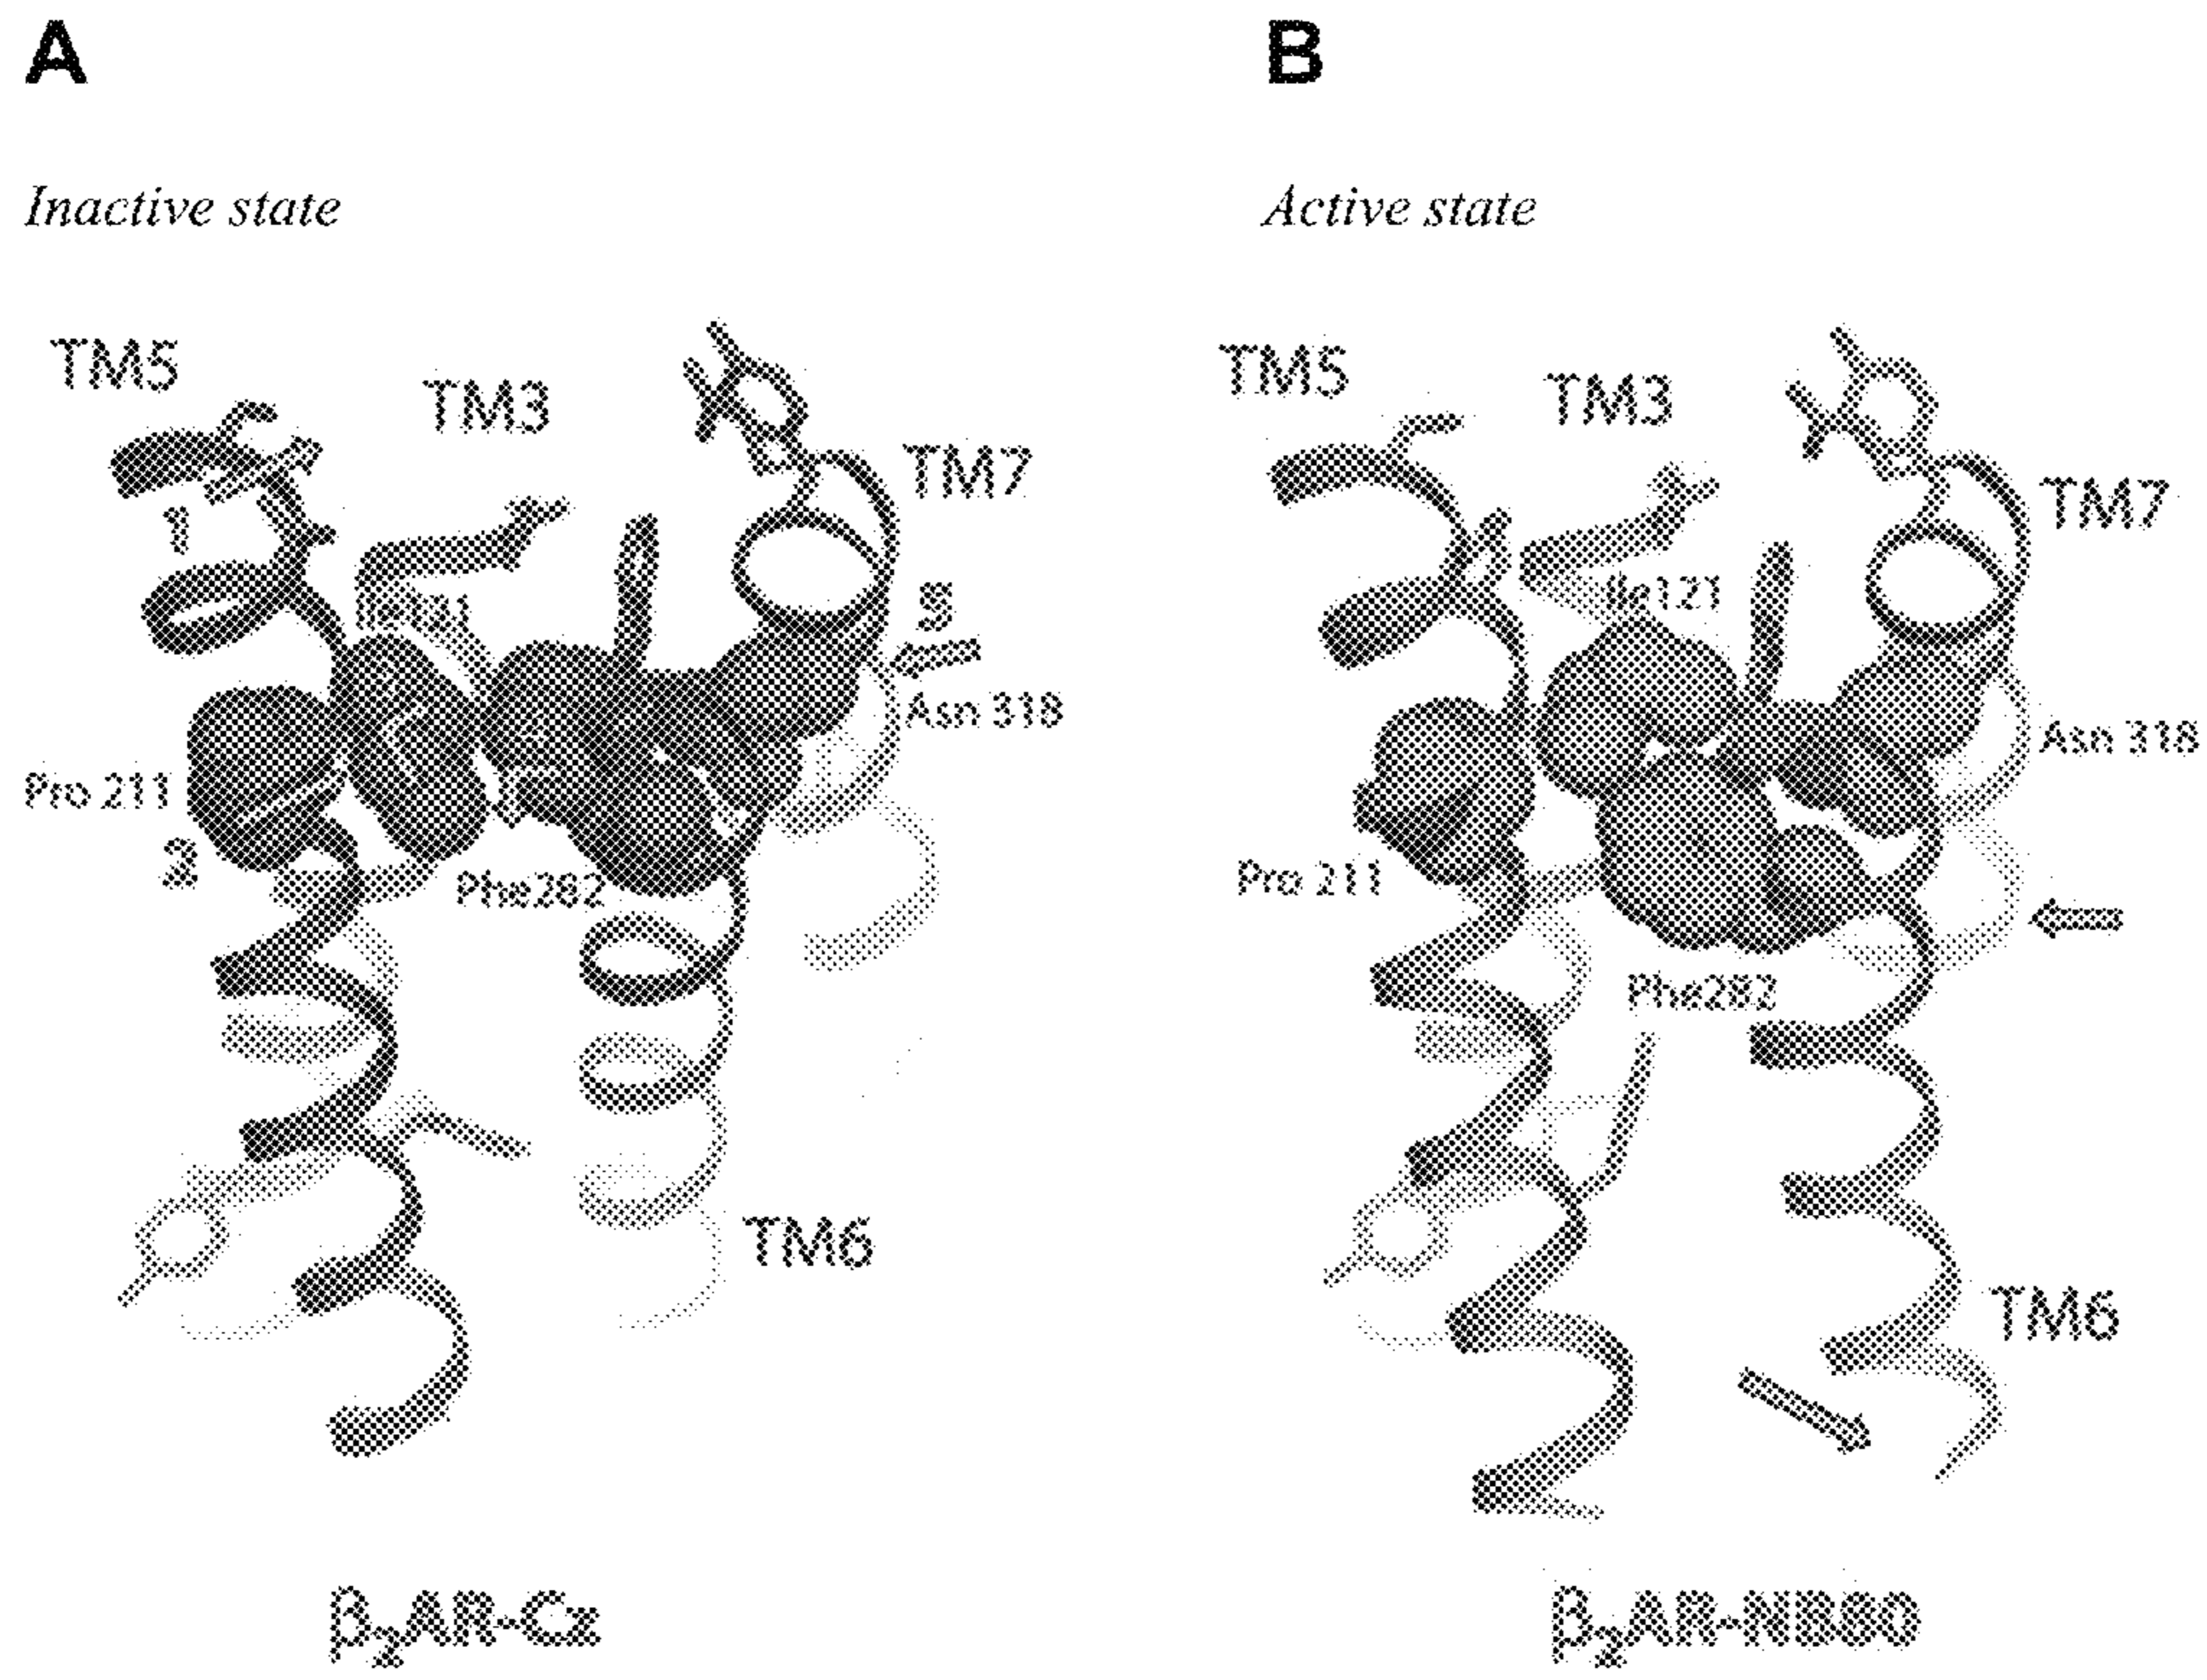 A
Inactive state
TM5
TM3
TM7
1
5
Asn 318
Pro 211
2
Phe282
TM6
β2AR-Cz
B
Active state
TM5
TM3
TM7
Ile121
Asn 318
Pro 211
Phe282
TM6
β2AR-NB80